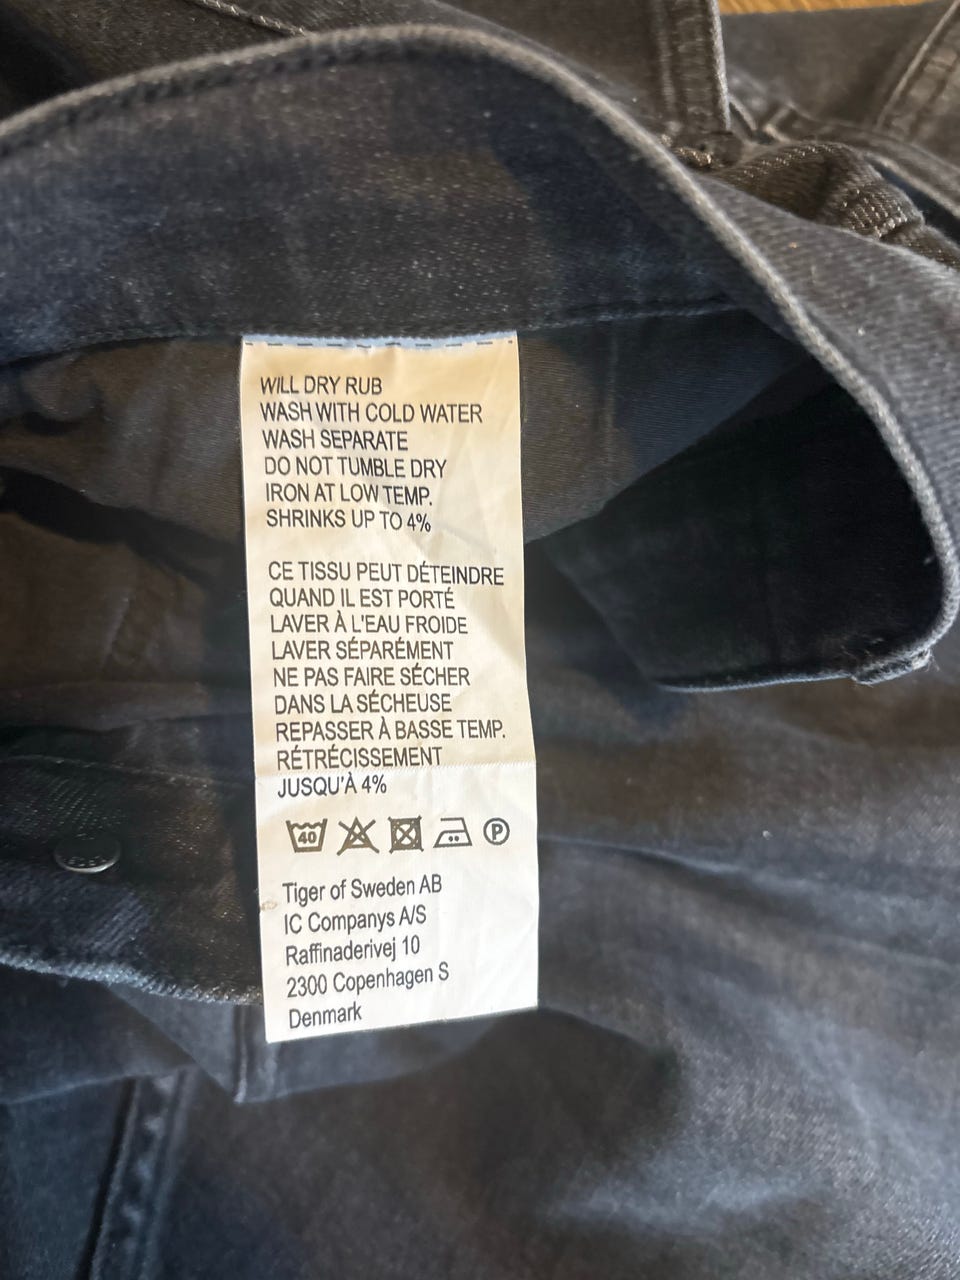 WILL DRY RUB
WASH WITH COLD WATER
WASH SEPARATE
DO NOT TUMBLE DRY
IRON AT LOW TEMP.
SHRINKS UP TO 4%
CE TISSU PEUT DÉTEINDRE
QUAND IL EST PORTÉ
LAVER À L'EAU FROIDE
LAVER SÉPARÉMENT
NE PAS FAIRE SÉCHER
DANS LA SÉCHEUSE
REPASSER À BASSE TEMP.
RÉTRÉCISSEMENT
JUSQU'À 4%
40 P
Tiger of Sweden AB
IC Companys A/S
Raffinaderivej 10
2300 Copenhagen S
Denmark